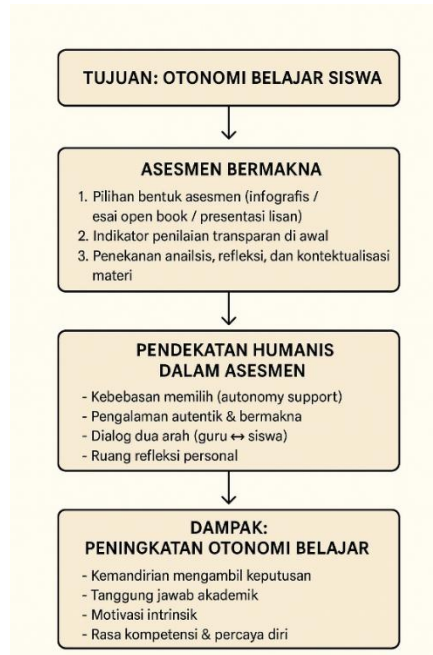 TUJUAN: OTONOMI BELAJAR SISWA
ASESMEN BERMAKNA
1. Pilihan bentuk asesmen (infografis /
esai open book / presentasi lisan)
2. Indikator penilaian transparan di awal
3. Penekanan anailsis, refleksi, dan kontektualisasi
materi
PENDEKATAN HUMANIS
DALAM ASESMEN
- Kebebasan memilih (autonomy support)
- Pengalaman autentik & bermakna
- Dialog dua arah (guru ↔ siswa)
- Ruang refleksi personal
DAMPAK:
PENINGKATAN OTONOMI BELAJAR
- Kemandirian mengambil keputusan
- Tanggung jawab akademik
- Motivasi intrinsik
- Rasa kompetensi & percaya diri